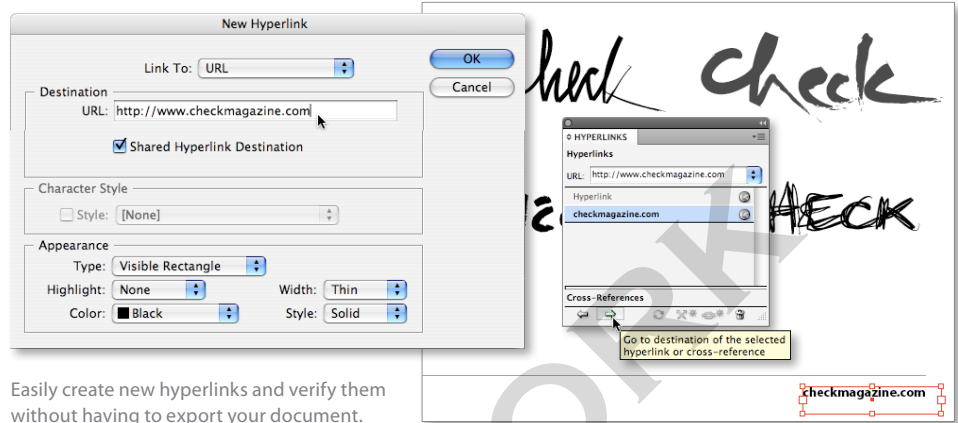 New Hyperlink
Link To: URL
OK
Cancel
Destination
URL: http://www.checkmagazine.com
Shared Hyperlink Destination
Character Style
Style: [None]
Appearance
Type: Visible Rectangle
Highlight: None Width: Thin
Color: Black Style: Solid
Easily create new hyperlinks and verify them
without having to export your document.
check check
HYPERLINKS
Hyperlinks
URL: http://www.checkmagazine.com
Hyperlink
checkmagazine.com
Cross-References
Go to destination of the selected
hyperlink or cross-reference
HECK
ORK
checkmagazine.com